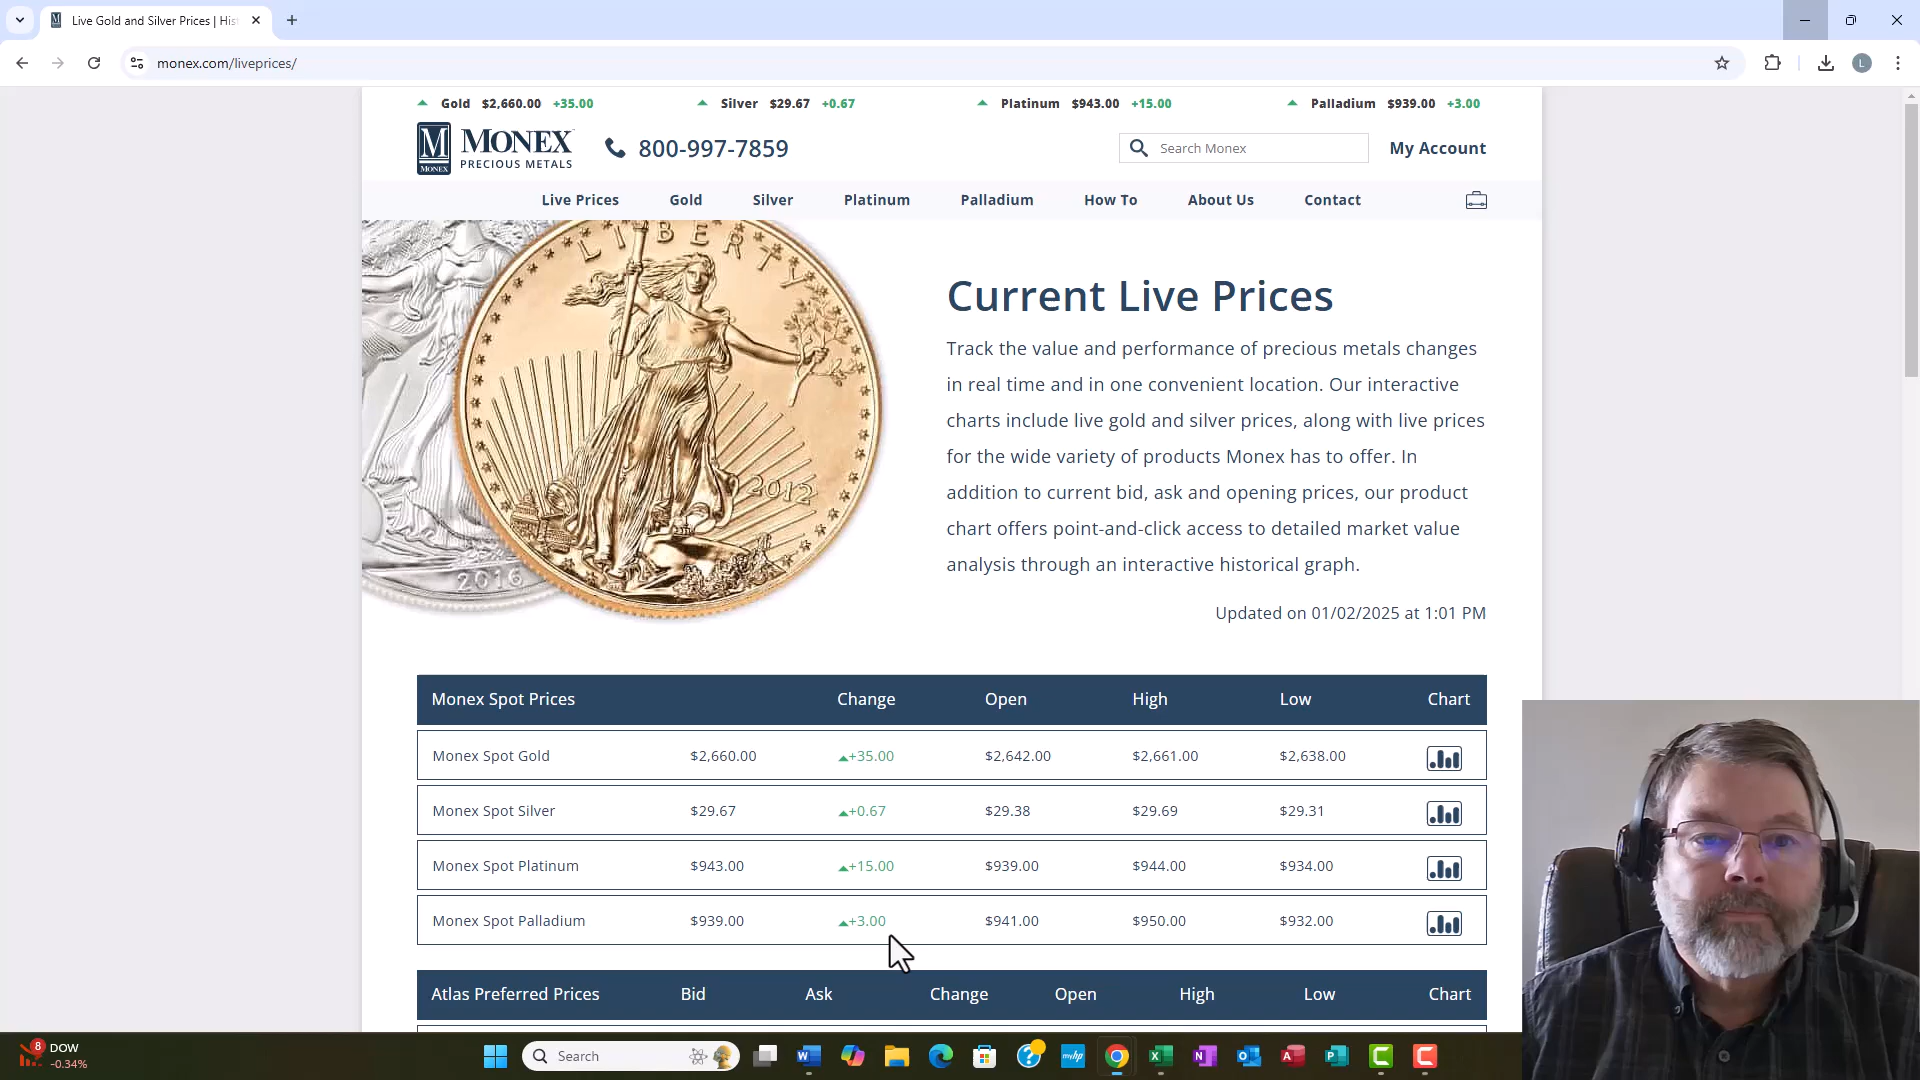 Live Gold and Silver Prices | His
monex.com/liveprices/
L
Gold $2,660.00 +35.00 Silver $29.67 +0.67 Platinum $943.00 +15.00 Palladium $939.00 +3.00
M MONEX
MONEX
PRECIOUS METALS
800-997-7859
Search Monex
My Account
Live Prices Gold Silver Platinum Palladium How To About Us Contact
LIBERTY
2012
2016
Current Live Prices
Track the value and performance of precious metals changes
in real time and in one convenient location. Our interactive
charts include live gold and silver prices, along with live prices
for the wide variety of products Monex has to offer. In
addition to current bid, ask and opening prices, our product
chart offers point-and-click access to detailed market value
analysis through an interactive historical graph.
Updated on 01/02/2025 at 1:01 PM
Monex Spot Prices Change Open High Low Chart
Monex Spot Gold $2,660.00 +35.00 $2,642.00 $2,661.00 $2,638.00
Monex Spot Silver $29.67 +0.67 $29.38 $29.69 $29.31
Monex Spot Platinum $943.00 +15.00 $939.00 $944.00 $934.00
Monex Spot Palladium $939.00 +3.00 $941.00 $950.00 $932.00
Atlas Preferred Prices Bid Ask Change Open High Low Chart
8 DOW
-0.34%
Search
myhp